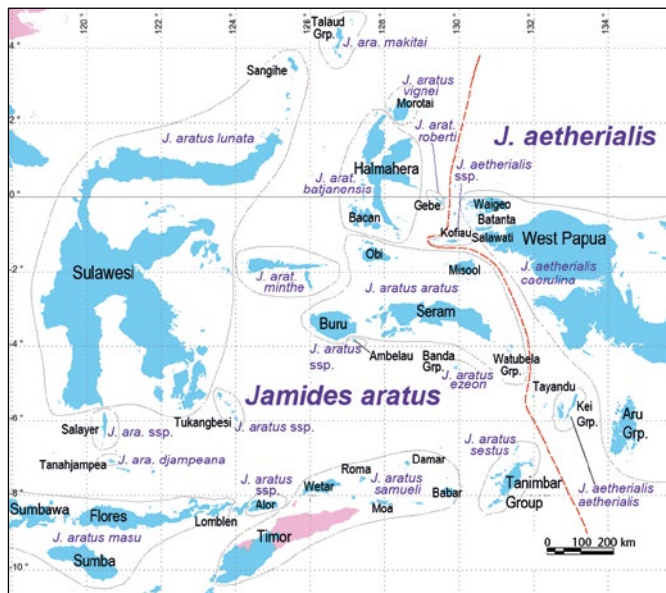 120°
122°
124°
126°
128°
130°
132°
134°
Talaud
Grp.
4°
J. ara. makitai
Sangihe
J. aratus
vignei
2°
Morotai
J. arat.
roberti
J. aetherialis
J. aratus lunata
Halmahera
J. aetherialis
ssp.
J. arat.
batjanensis
0°
Gebe
Waigeo
Bacan
Batanta
Kofiau
Salawati
West Papua
Obi
-2°
Sulawesi
J. arat.
minthe
Misool
J. aetherialis
caerulina
J. aratus aratus
Seram
Buru
-4°
J. aratus
ssp.
Ambelau
Banda
Grp.
Watubela
Grp.
J. aratus
ezeon
Tayandu
Jamides aratus
Kei
Grp.
Aru
Grp.
-6°
Salayer
J. ara. ssp.
Tukangbesi
J. aratus ssp.
J. aratus
sestus
Tanahjampea
J. ara. djampeana
Damar
Roma
J. aratus
ssp.
Wetar
J. aratus
samueli
J. aetherialis
aetherialis
-8°
Alor
Babar
Tanimbar
Group
Sumbawa
Flores
Lomblen
Moa
Timor
J. aratus masu
Sumba
0
100
200 km
-10°